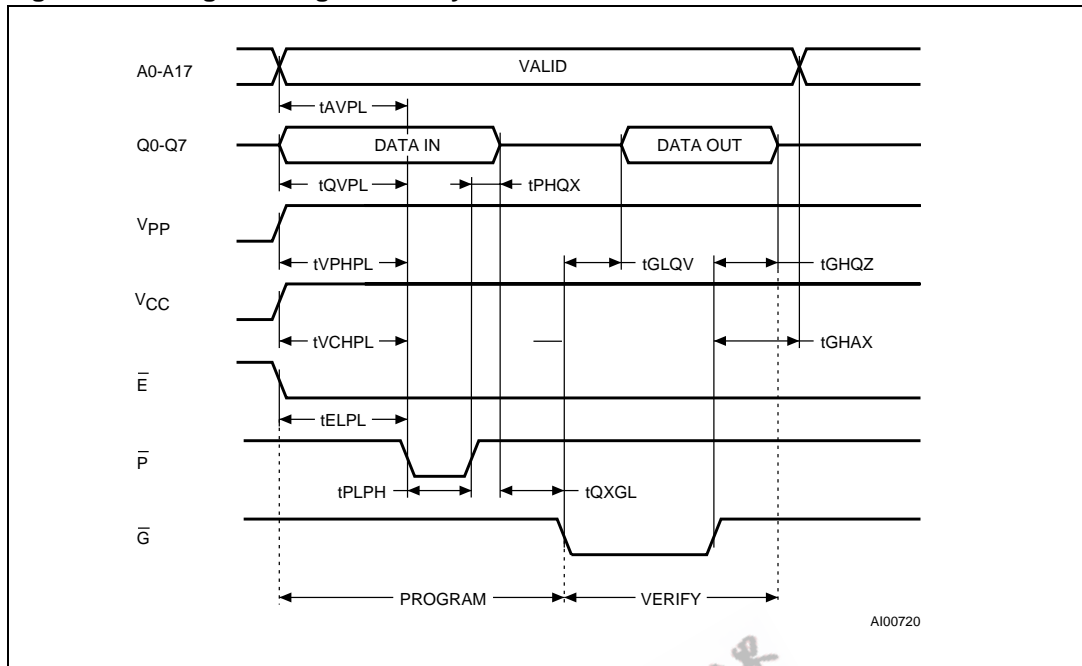 A0-A17
VALID
tAVPL
Q0-Q7
DATA IN
DATA OUT
tQVPL
tPHQX
VPP
tVPHPL
tGLQV
tGHQZ
VCC
tVCHPL
tGHAX
E
tELPL
P
tPLPH
tQXGL
G
PROGRAM
VERIFY
AI00720